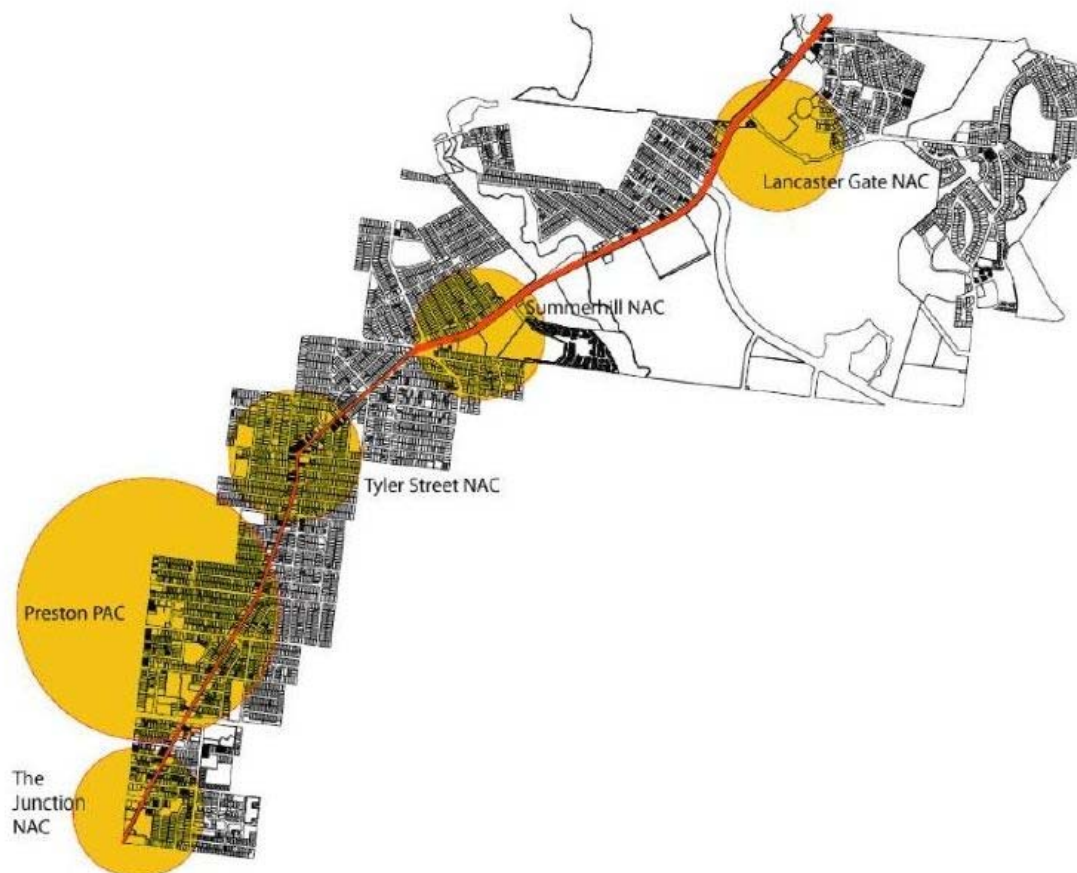 Lancaster Gate NAC
Summerhill NAC
Tyler Street NAC
Preston PAC
The
Junction
NAC